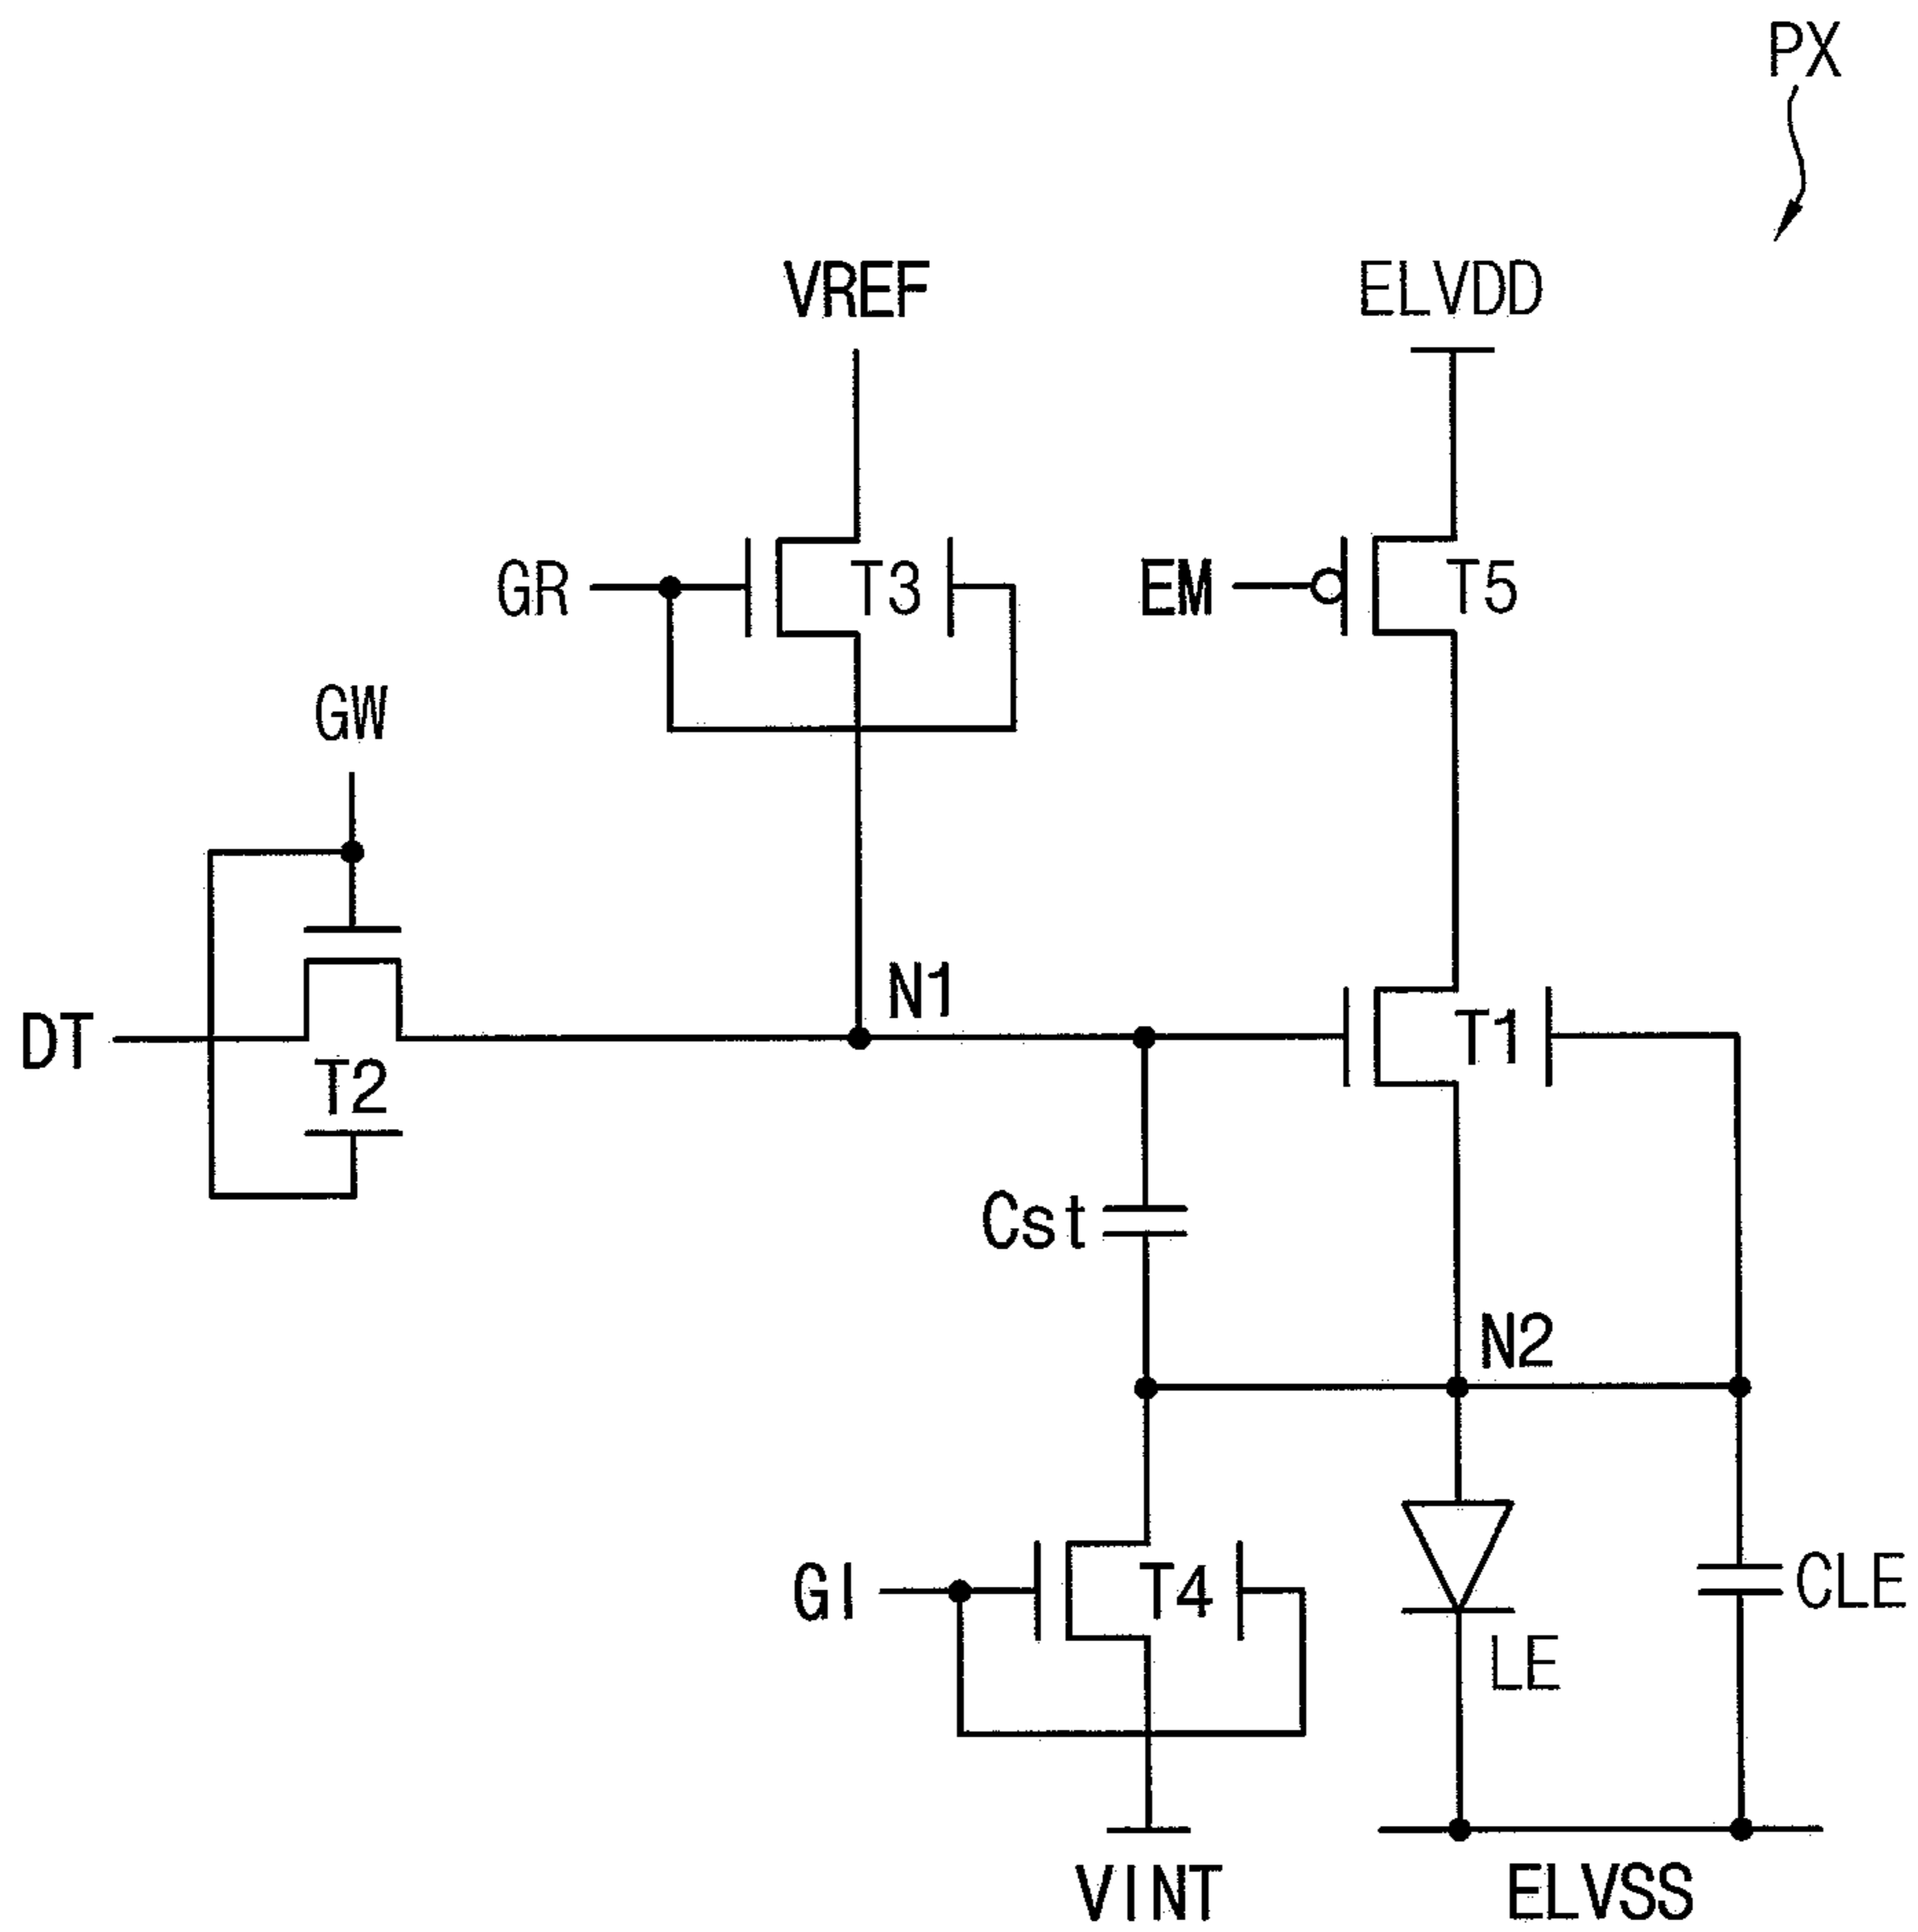 PX
VREF
ELVDD
GR
T3
EM
T5
GW
N1
DT
T1
T2
Cst
N2
GI
T4
CLE
LE
VINT
ELVSS